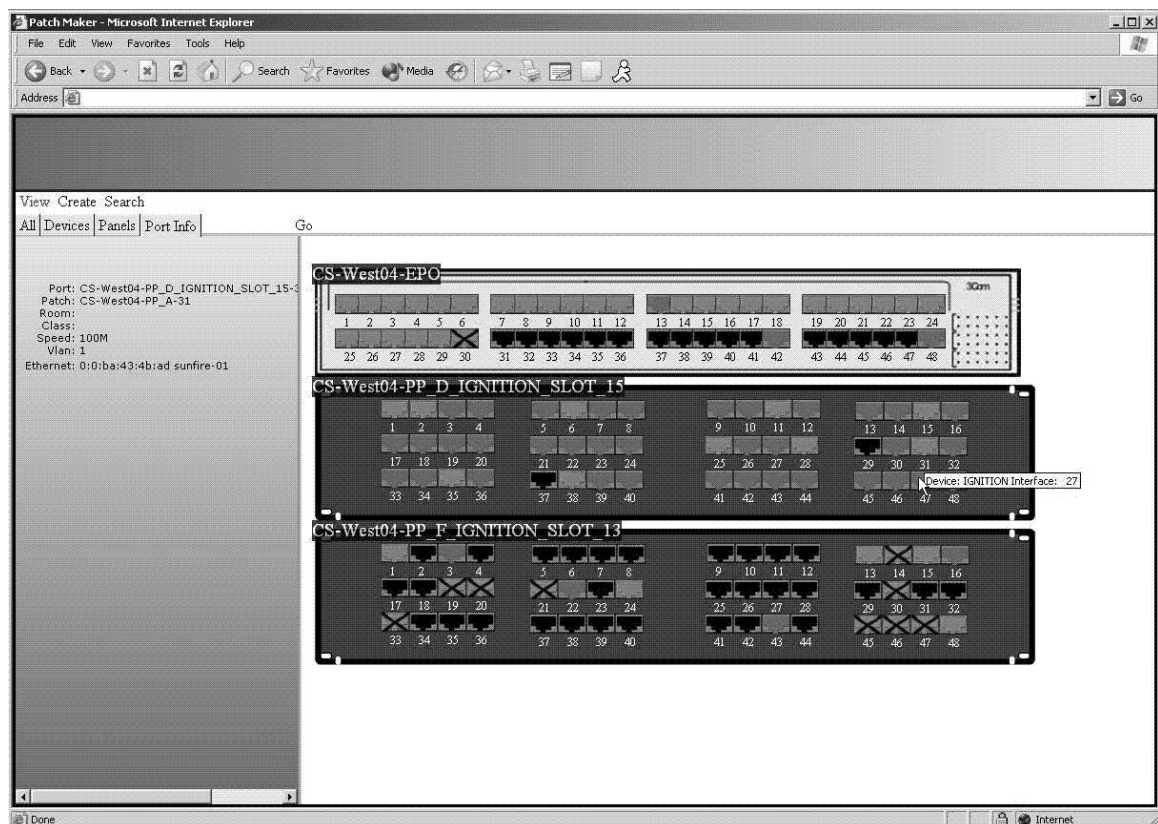 Patch Maker - Microsoft Internet Explorer
File Edit View Favorites Tools Help
Back Search Favorites Media
Address Go
View Create Search
All Devices Panels Port Info Go
Port: CS-West04-PP_D_IGNITION_SLOT_15-3
Patch: CS-West04-PP_A-31
Room:
Class:
Speed: 100M
Vlan: 1
Ethernet: 0:0:ba:43:4b:ad sunfire-01
CS-West04-EPO
3Com
1 2 3 4 5 6 7 8 9 10 11 12 13 14 15 16 17 18 19 20 21 22 23 24
25 26 27 28 29 30 31 32 33 34 35 36 37 38 39 40 41 42 43 44 45 46 47 48
CS-West04-PP_D_IGNITION_SLOT_15
1 2 3 4 5 6 7 8 9 10 11 12 13 14 15 16
17 18 19 20 21 22 23 24 25 26 27 28 29 30 31 32
Device: IGNITION Interface: 27
33 34 35 36 37 38 39 40 41 42 43 44 45 46 47 48
CS-West04-PP_F_IGNITION_SLOT_13
1 2 3 4 5 6 7 8 9 10 11 12 13 14 15 16
17 18 19 20 21 22 23 24 25 26 27 28 29 30 31 32
33 34 35 36 37 38 39 40 41 42 43 44 45 46 47 48
Done Internet